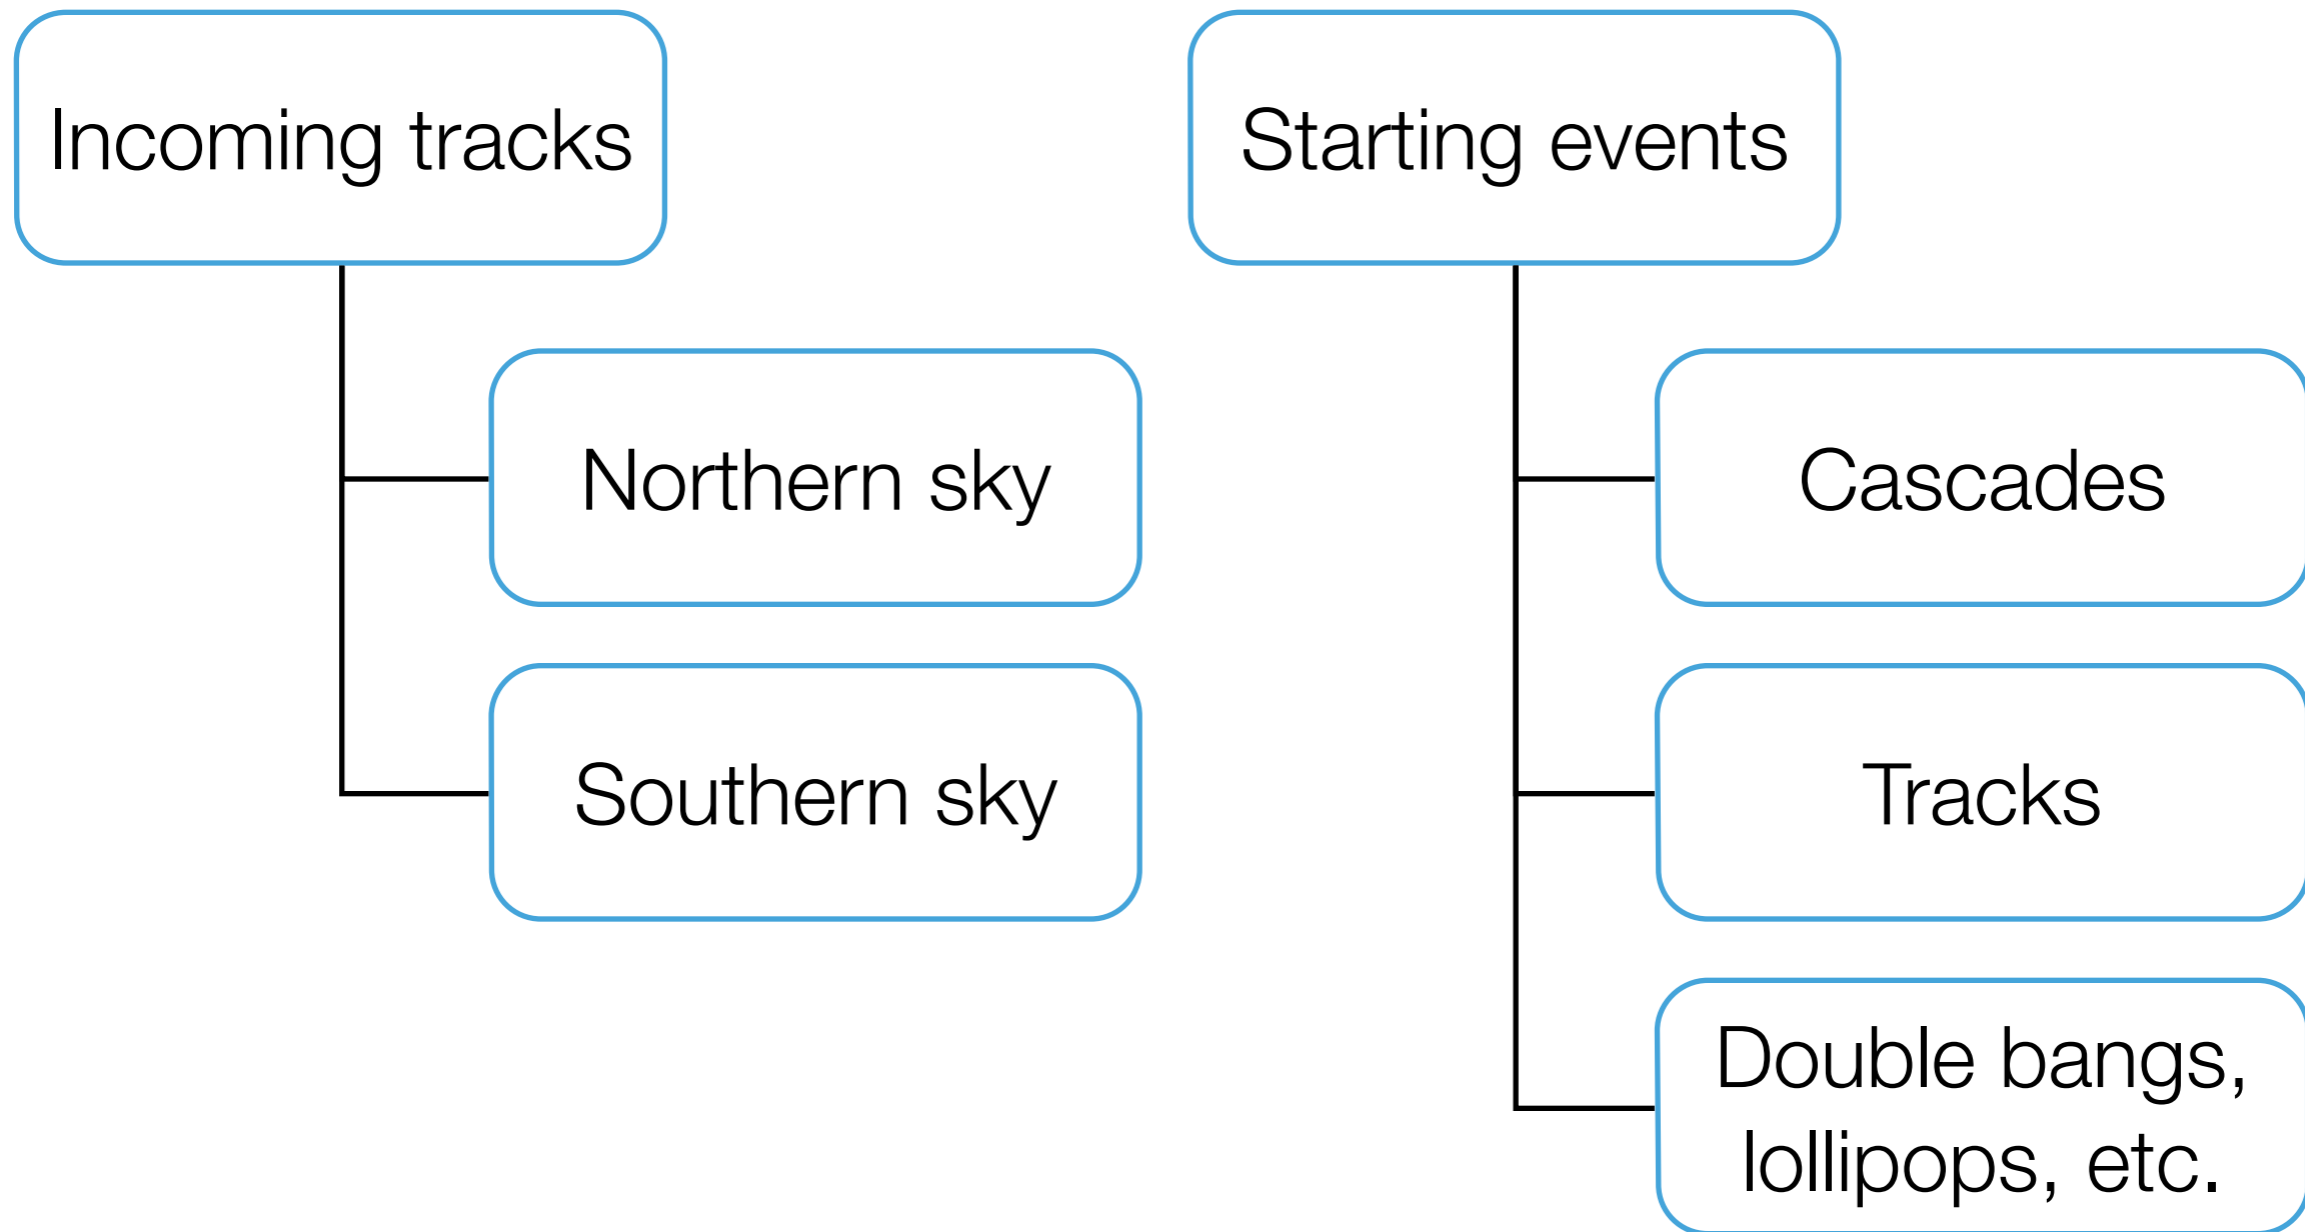 Incoming tracks
Northern sky
Southern sky
Starting events
Cascades
Tracks
Double bangs,
lollipops, etc.